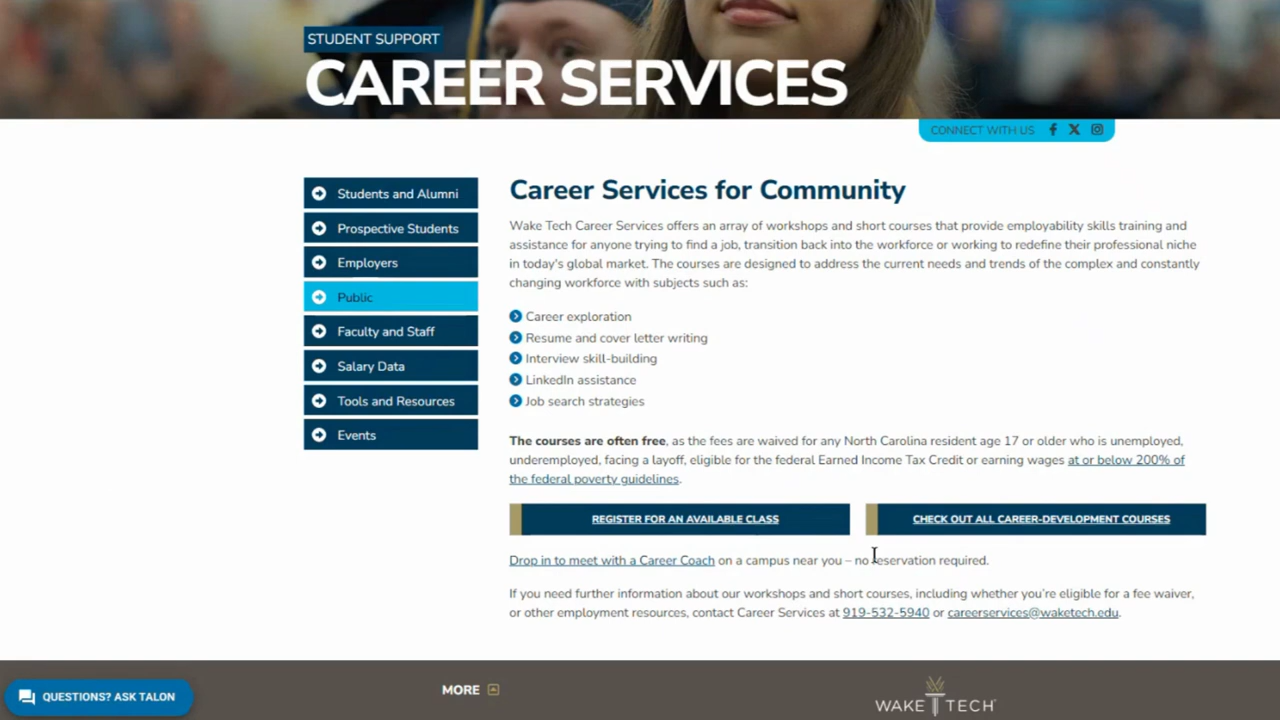 STUDENT SUPPORT
CAREER SERVICES
CONNECT WITH US
Students and Alumni
Prospective Students
Employers
Public
Faculty and Staff
Salary Data
Tools and Resources
Events
Career Services for Community
Wake Tech Career Services offers an array of workshops and short courses that provide employability skills training and
assistance for anyone trying to find a job, transition back into the workforce or working to redefine their professional niche
in today's global market. The courses are designed to address the current needs and trends of the complex and constantly
changing workforce with subjects such as:
Career exploration
Resume and cover letter writing
Interview skill-building
LinkedIn assistance
Job search strategies
The courses are often free, as the fees are waived for any North Carolina resident age 17 or older who is unemployed,
underemployed, facing a layoff, eligible for the federal Earned Income Tax Credit or earning wages at or below 200% of
the federal poverty guidelines.
REGISTER FOR AN AVAILABLE CLASS
CHECK OUT ALL CAREER-DEVELOPMENT COURSES
Drop in to meet with a Career Coach on a campus near you – no reservation required.
If you need further information about our workshops and short courses, including whether you're eligible for a fee waiver,
or other employment resources, contact Career Services at 919-532-5940 or careerservices@waketech.edu.
QUESTIONS? ASK TALON
MORE
WAKE TECH